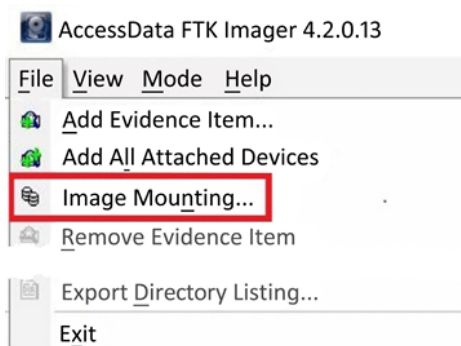 AccessData FTK Imager 4.2.0.13
File View Mode Help
Add Evidence Item...
Add All Attached Devices
Image Mounting...
Remove Evidence Item
Export Directory Listing...
Exit